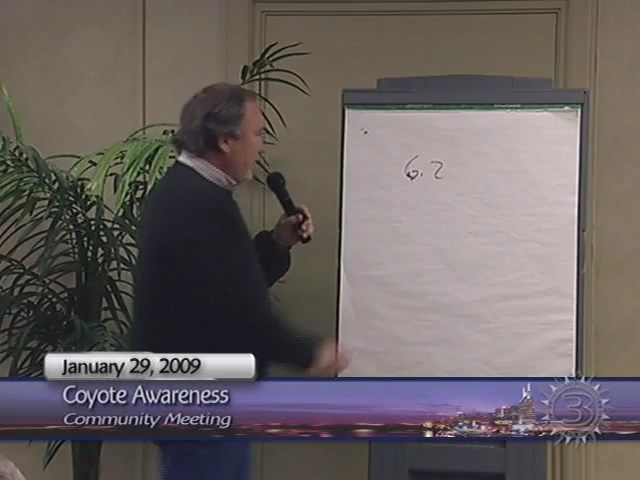 6.2
January 29, 2009
Coyote Awareness
Community Meeting
3